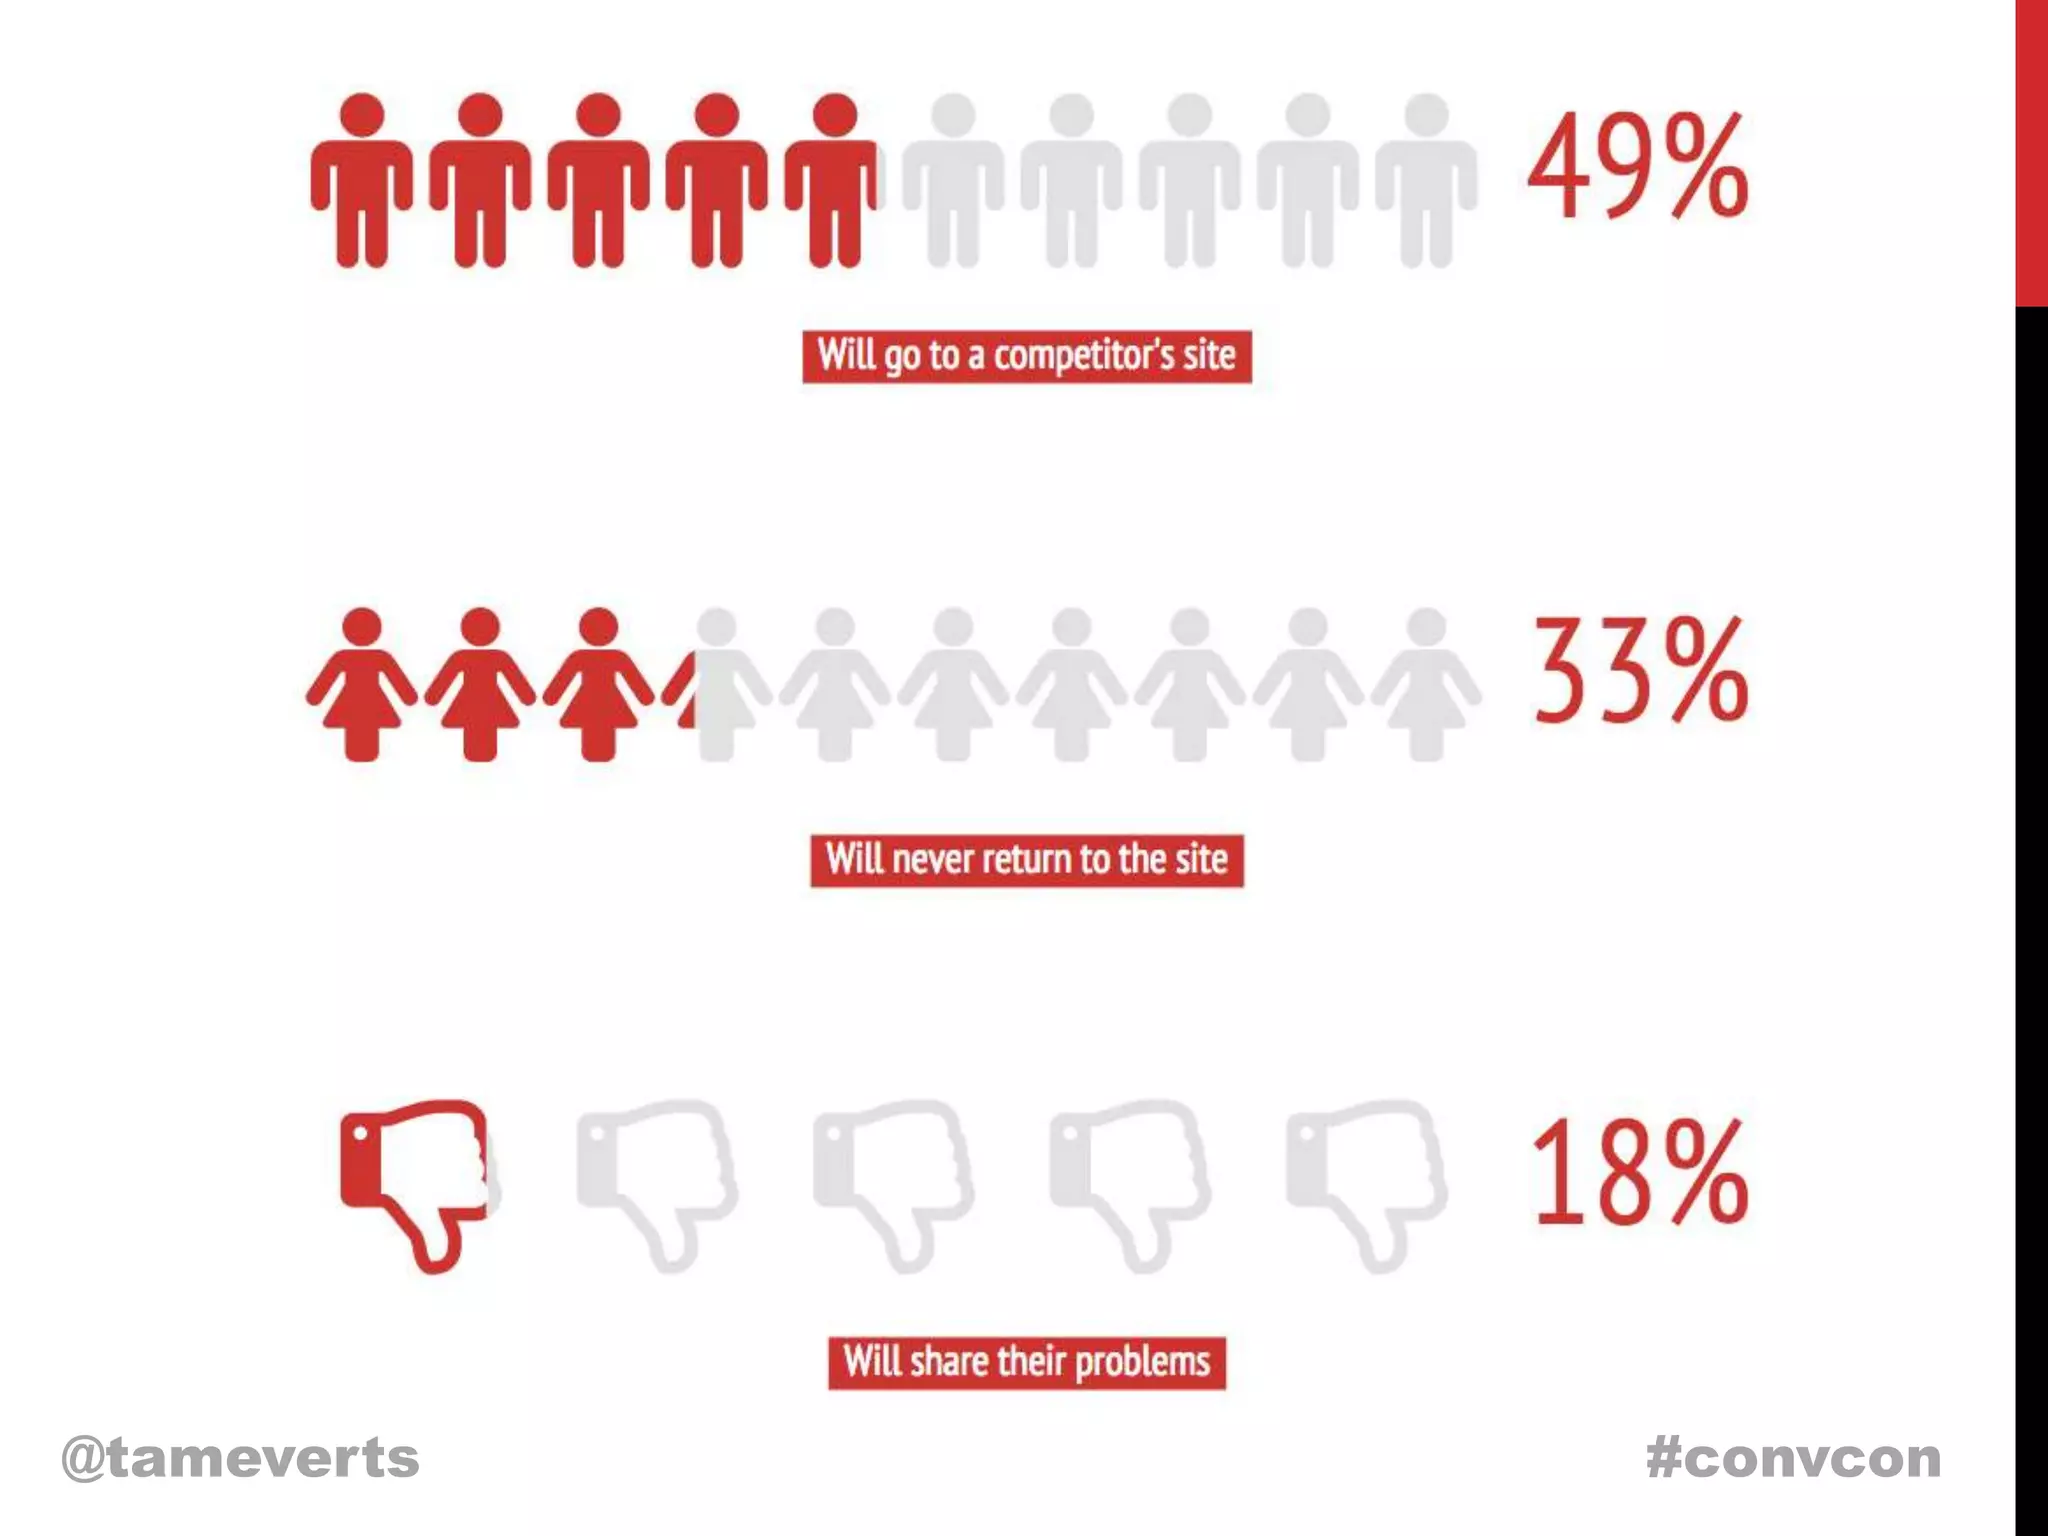 49%
Will go to a competitor's site
33%
Will never return to the site
18%
Will share their problems
@tameverts
#convcon